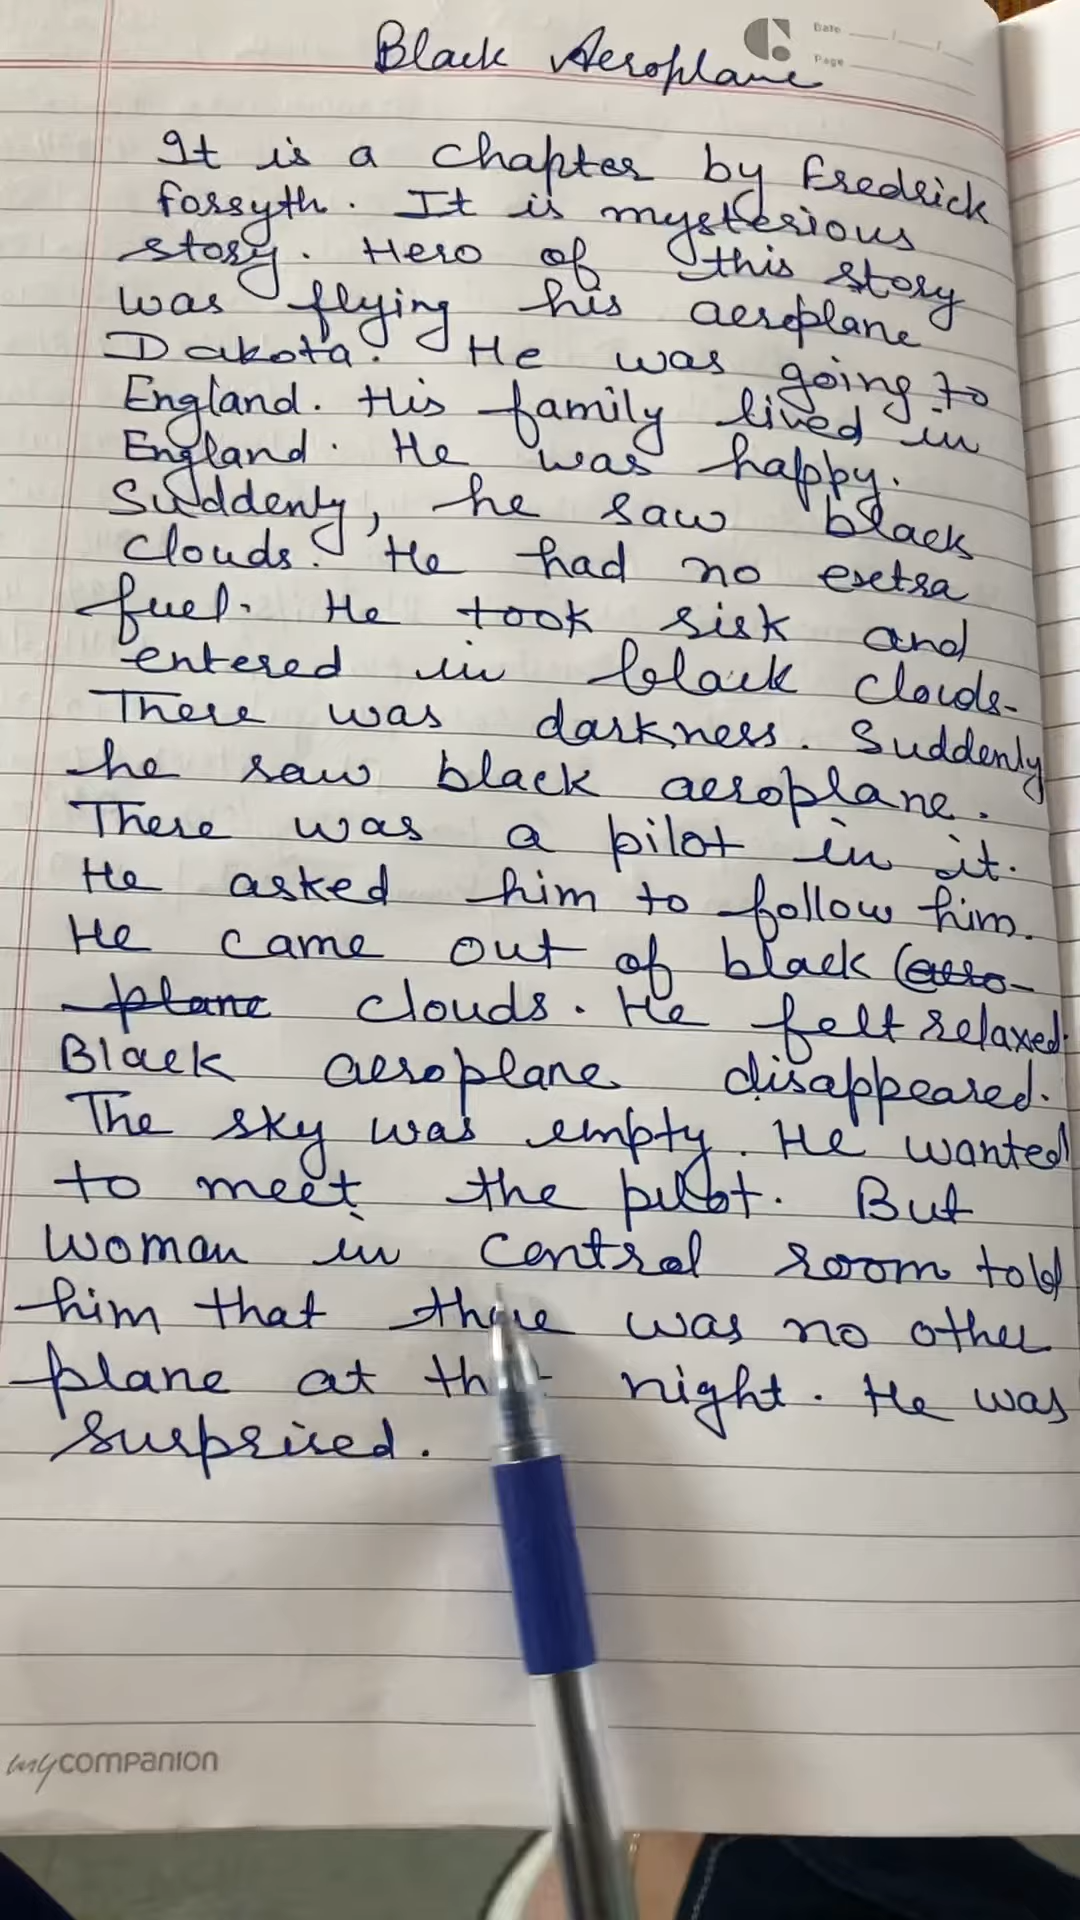 Black Aeroplane
Date
Page
It is a chapter by Fredrick
forsyth. It is mysterious
story. Hero of this story
was flying his aeroplane
Dakota. He was going to
England. His family lived in
England. He was happy.
Suddenly, he saw black
clouds. He had no extra
fuel. He took risk and
entered in black clouds.
There was darkness. Suddenly
he saw black aeroplane.
There was a pilot in it.
He asked him to follow him.
He came out of black (aero-
plane clouds. He felt relaxed.
Black aeroplane disappeared.
The sky was empty. He wanted
to meet the pilot. But
woman in control room told
him that there was no other
plane at night. He was
surprised.
mycompanion